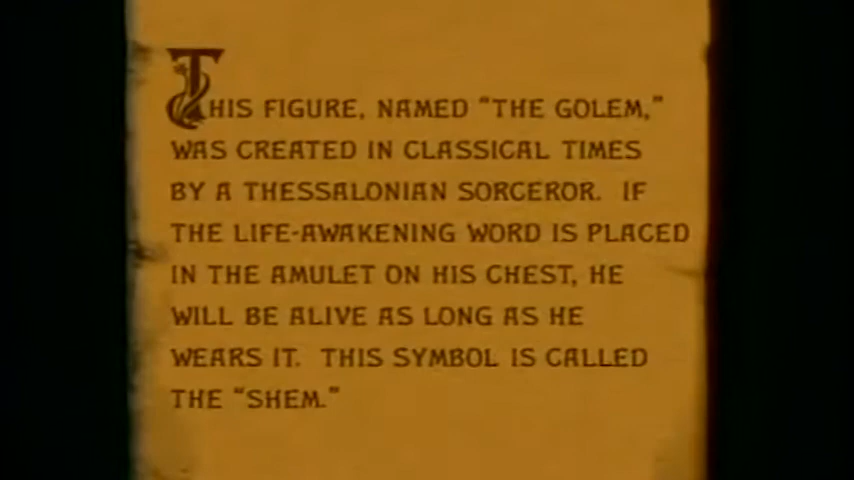 THIS FIGURE, NAMED "THE GOLEM,"
WAS CREATED IN CLASSICAL TIMES
BY A THESSALONIAN SORCEROR. IF
THE LIFE-AWAKENING WORD IS PLACED
IN THE AMULET ON HIS CHEST, HE
WILL BE ALIVE AS LONG AS HE
WEARS IT. THIS SYMBOL IS CALLED
THE "SHEM."